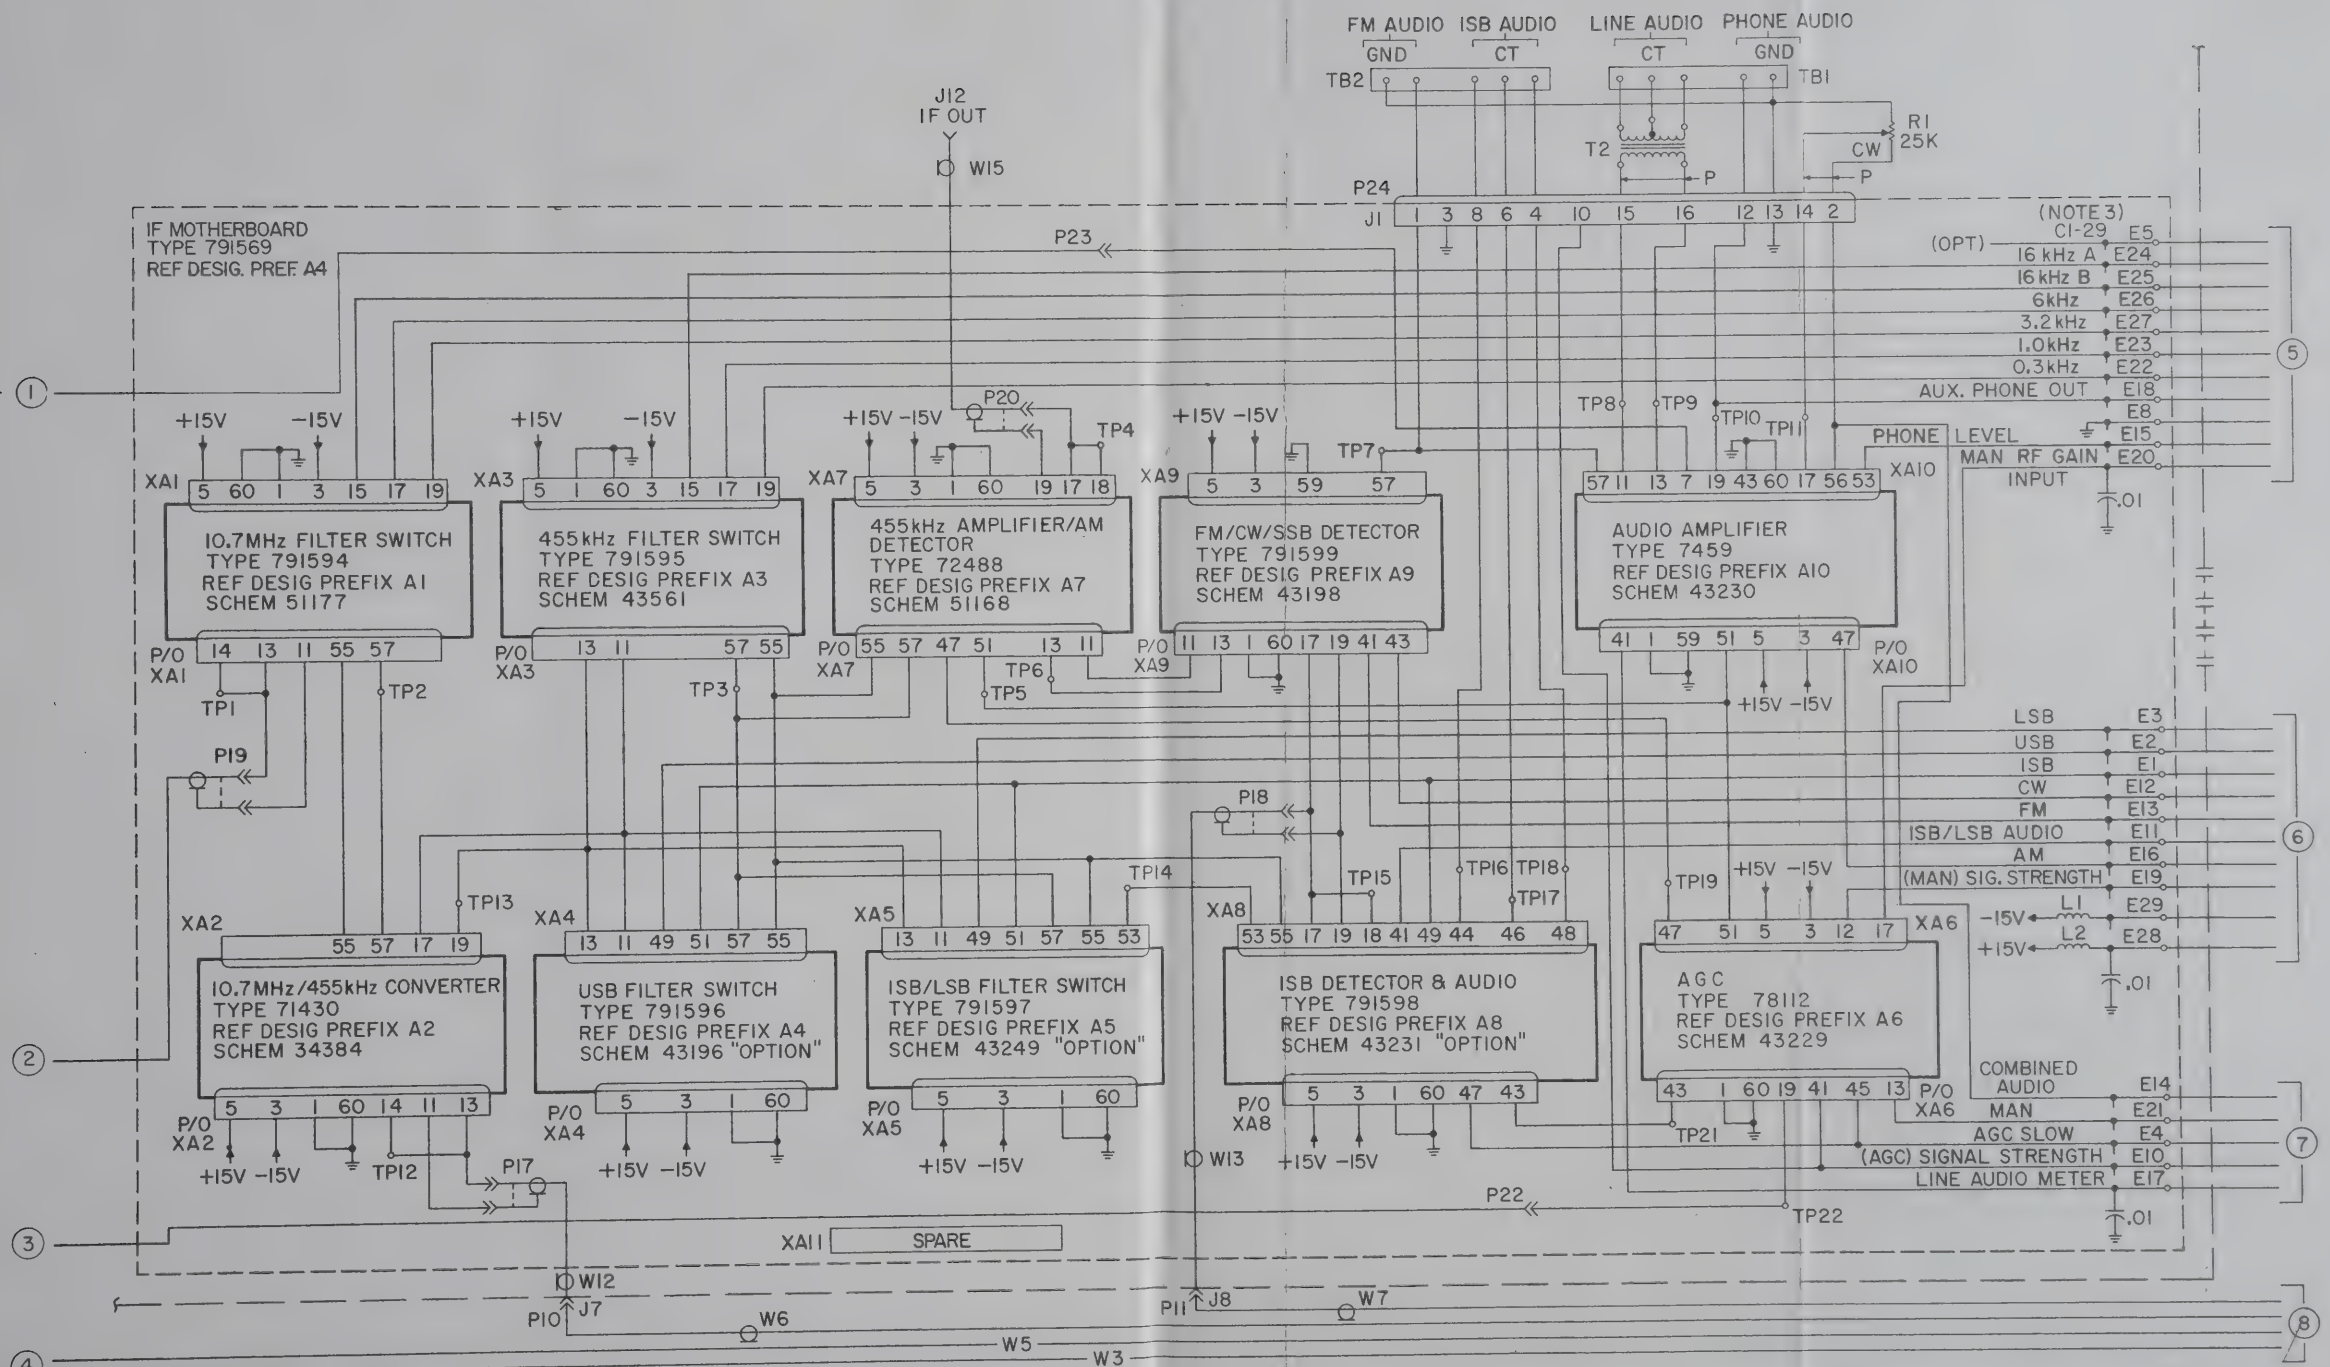 FM AUDIO ISB AUDIO LINE AUDIO PHONE AUDIO
GND CT CT GND
TB2 TB1
J12
IF OUT
W15
R1
25K
CW
T2
P P
P24
J1 1 3 8 6 4 10 15 16 12 13 14 2
IF MOTHERBOARD
TYPE 791569
REF DESIG. PREF. A4
P23
(NOTE 3)
C1-29
(OPT) E5
16 kHz A E24
16 kHz B E25
6kHz E26
3.2 kHz E27
1.0kHz E23
0.3kHz E22
AUX. PHONE OUT E18
E8
PHONE LEVEL E15
MAN RF GAIN E20
INPUT
.01
1
5
+15V -15V
+15V -15V
+15V -15V
P20
TP4
+15V -15V
TP7
TP8 TP9
TP10 TP11
XA1 5 60 1 3 15 17 19
XA3 5 1 60 3 15 17 19
XA7 5 3 1 60 19 17 18
XA9 5 3 59 57
57 11 13 7 19 43 60 17 56 53 XA10
10.7MHz FILTER SWITCH
TYPE 791594
REF DESIG PREFIX A1
SCHEM 51177
455kHz FILTER SWITCH
TYPE 791595
REF DESIG PREFIX A3
SCHEM 43561
455kHz AMPLIFIER/AM
DETECTOR
TYPE 72488
REF DESIG PREFIX A7
SCHEM 51168
FM/CW/SSB DETECTOR
TYPE 791599
REF DESIG PREFIX A9
SCHEM 43198
AUDIO AMPLIFIER
TYPE 7459
REF DESIG PREFIX A10
SCHEM 43230
P/O
XA1
14 13 11 55 57
P/O
XA3
13 11 57 55
P/O
XA7
55 57 47 51 13 11
P/O
XA9
11 13 1 60 17 19 41 43
41 1 59 51 5 3 47
P/O
XA10
TP1
TP2
TP3
TP5
TP6
+15V -15V
P19
P18
LSB E3
USB E2
ISB E1
CW E12
FM E13
ISB/LSB AUDIO E11
AM E16
(MAN) SIG. STRENGTH E19
-15V L1 E29
+15V L2 E28
.01
6
TP13
TP14
TP15
TP16 TP18
TP17
TP19
+15V -15V
XA2 55 57 17 19
XA4 13 11 49 51 57 55
XA5 13 11 49 51 57 55 53
XA8 53 55 17 19 18 41 49 44 46 48
47 51 5 3 12 17 XA6
10.7MHz/455kHz CONVERTER
TYPE 71430
REF DESIG PREFIX A2
SCHEM 34384
USB FILTER SWITCH
TYPE 791596
REF DESIG PREFIX A4
SCHEM 43196 "OPTION"
ISB/LSB FILTER SWITCH
TYPE 791597
REF DESIG PREFIX A5
SCHEM 43249 "OPTION"
ISB DETECTOR & AUDIO
TYPE 791598
REF DESIG PREFIX A8
SCHEM 43231 "OPTION"
AGC
TYPE 78112
REF DESIG PREFIX A6
SCHEM 43229
2
P/O
XA2
5 3 1 60 14 11 13
P/O
XA4
5 3 1 60
P/O
XA5
5 3 1 60
P/O
XA8
5 3 1 60 47 43
43 1 60 19 41 45 13
P/O
XA6
+15V -15V
TP12
P17
+15V -15V
+15V -15V
W13
+15V -15V
TP21
COMBINED
AUDIO E14
MAN E21
AGC SLOW E4
(AGC) SIGNAL STRENGTH E10
LINE AUDIO METER E17
.01
7
P22
TP22
3
XA11 SPARE
W12
J7
P10
W6
P11
J8
W7
W5
W3
4
8